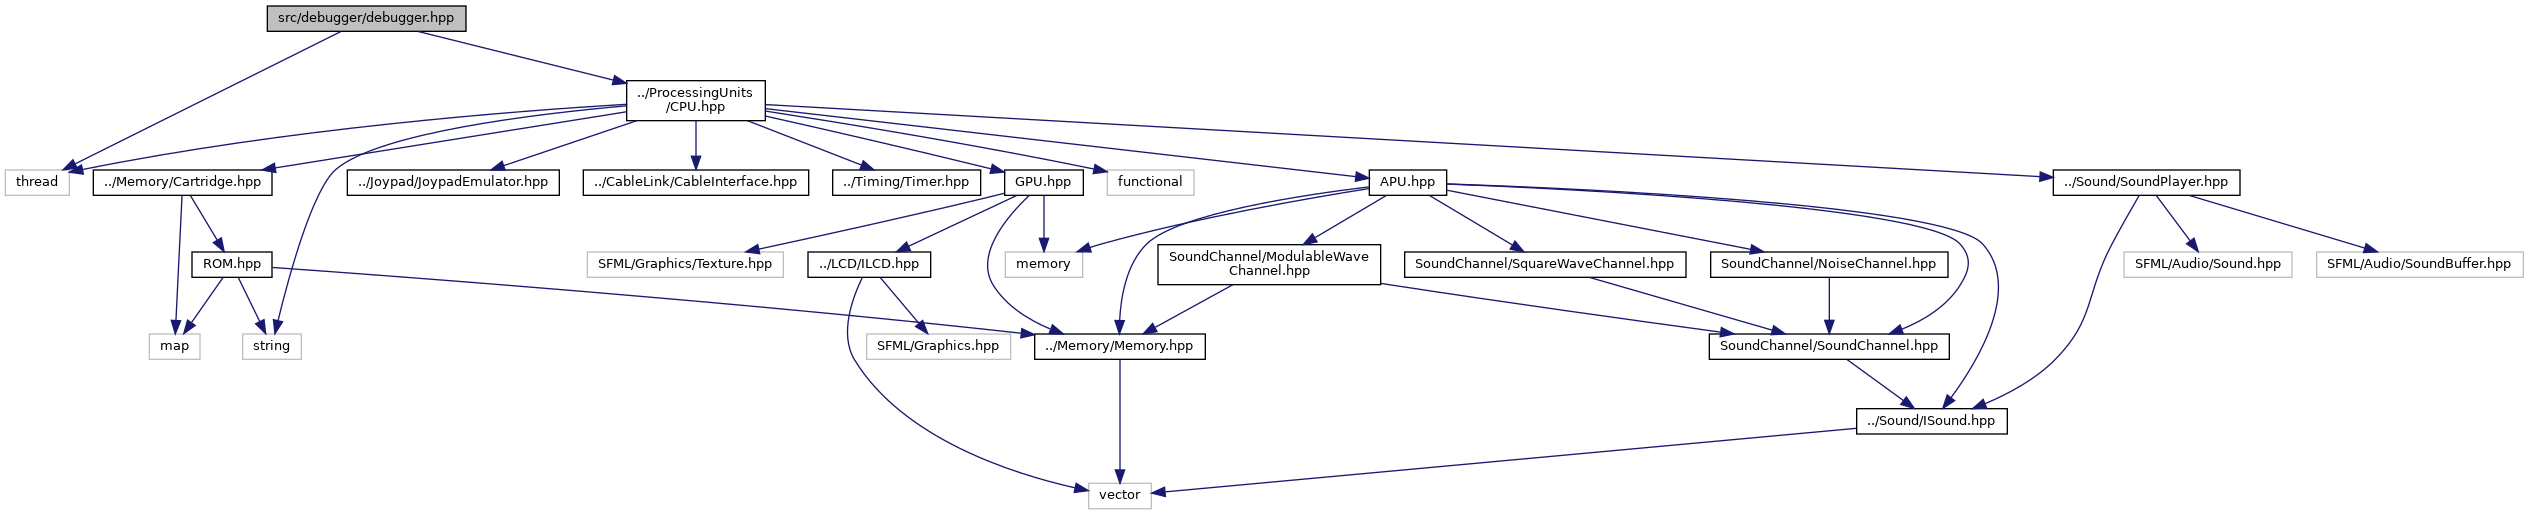 src/debugger/debugger.hpp
../ProcessingUnits
/CPU.hpp
thread
../Memory/Cartridge.hpp
../Joypad/JoypadEmulator.hpp
../CableLink/CableInterface.hpp
../Timing/Timer.hpp
GPU.hpp
functional
APU.hpp
../Sound/SoundPlayer.hpp
ROM.hpp
SFML/Graphics/Texture.hpp
../LCD/ILCD.hpp
memory
SoundChannel/ModulableWave
Channel.hpp
SoundChannel/SquareWaveChannel.hpp
SoundChannel/NoiseChannel.hpp
SFML/Audio/Sound.hpp
SFML/Audio/SoundBuffer.hpp
map
string
SFML/Graphics.hpp
../Memory/Memory.hpp
SoundChannel/SoundChannel.hpp
../Sound/ISound.hpp
vector